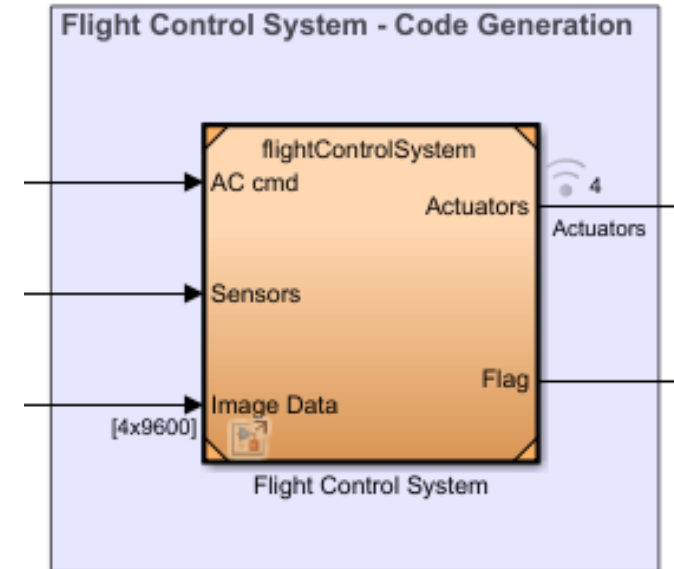 Flight Control System - Code Generation
flightControlSystem
AC cmd
Actuators
4
Actuators
Sensors
Flag
Image Data
[4x9600]
Flight Control System